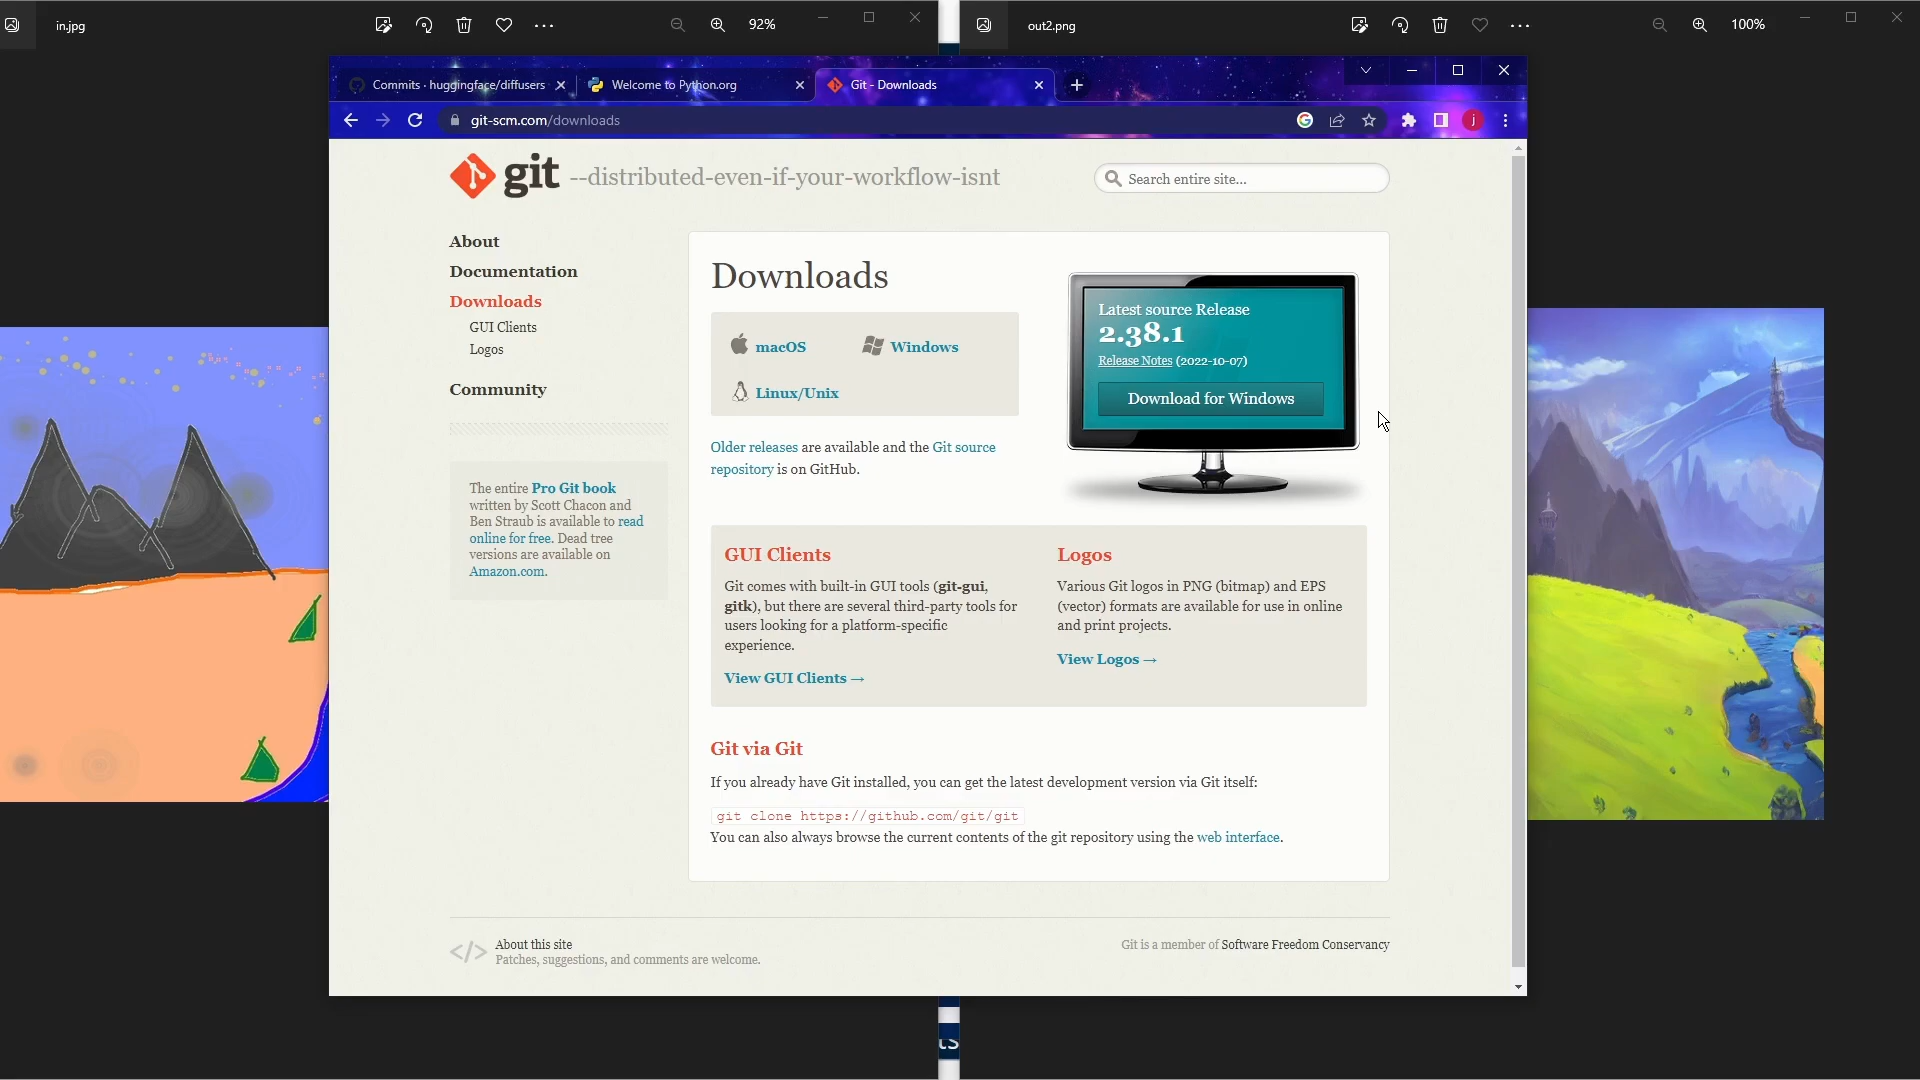 in.jpg
92%
out2.png
100%
Commits · huggingface/diffusers
Welcome to Python.org
Git - Downloads
git-scm.com/downloads
j
git --distributed-even-if-your-workflow-isnt
Search entire site...
About
Documentation
Downloads
GUI Clients
Logos
Community
The entire Pro Git book
written by Scott Chacon and
Ben Straub is available to read
online for free. Dead tree
versions are available on
Amazon.com.
Downloads
macOS
Windows
Linux/Unix
Older releases are available and the Git source
repository is on GitHub.
Latest source Release
2.38.1
Release Notes (2022-10-07)
Download for Windows
GUI Clients
Git comes with built-in GUI tools (git-gui,
gitk), but there are several third-party tools for
users looking for a platform-specific
experience.
View GUI Clients →
Logos
Various Git logos in PNG (bitmap) and EPS
(vector) formats are available for use in online
and print projects.
View Logos →
Git via Git
If you already have Git installed, you can get the latest development version via Git itself:
git clone https://github.com/git/git
You can also always browse the current contents of the git repository using the web interface.
</> About this site
Patches, suggestions, and comments are welcome.
Git is a member of Software Freedom Conservancy